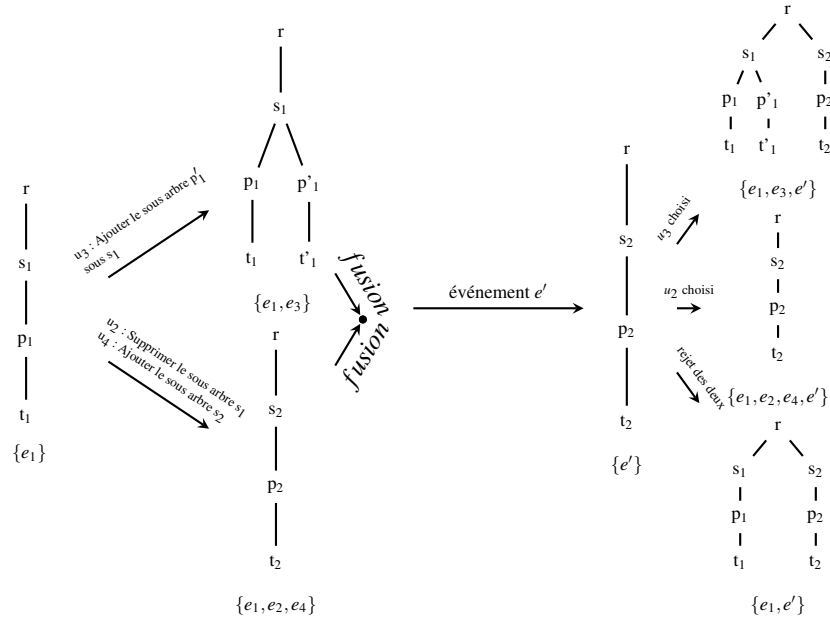 r
s1
p1
t1
{e1}
u3 : Ajouter le sous arbre p′1
sous s1
u2 : Supprimer le sous arbre s1
u4 : Ajouter le sous arbre s2
r
s1
p1 p'1
t1 t'1
{e1,e3}
r
s2
p2
t2
{e1,e2,e4}
fusion
fusion
événement e′
r
s2
p2
t2
{e′}
u3 choisi
u2 choisi
rejet des deux
r
s1 s2
p1 p'1 p2
t1 t'1 t2
{e1,e3,e′}
r
s2
p2
t2
{e1,e2,e4,e′}
r
s1 s2
p1 p2
t1 t2
{e1,e′}